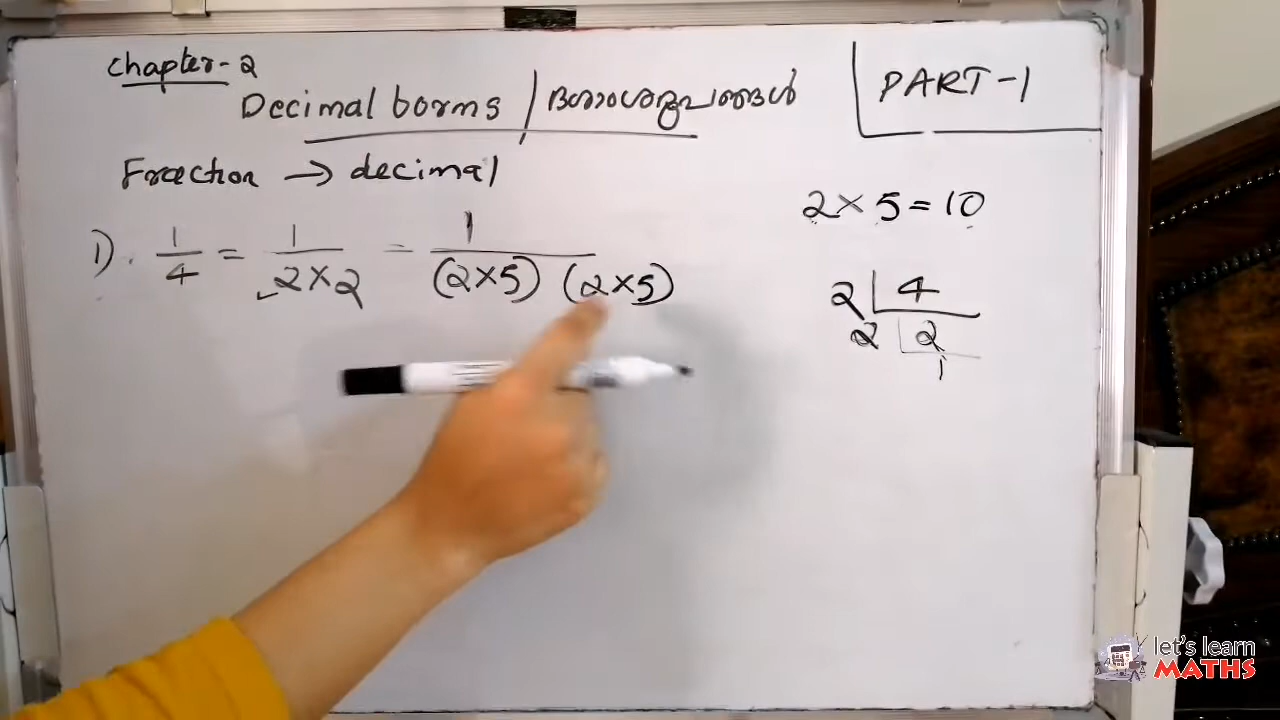 Chapter-2
Decimal borms / ദശാംശരൂപങ്ങൾ
PART-1
Fraction → decimal
2×5=10
1). 1/4 = 1/2×2 = 1/(2×5) (2×5)
2 | 4
2 | 2
1
let's learn
MATHS